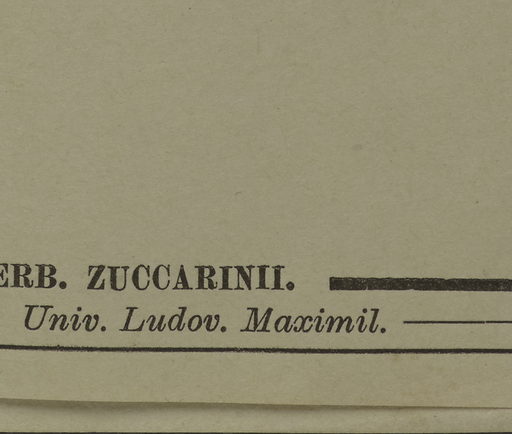 ERB. ZUCCARINII.
Univ. Ludov. Maximil.